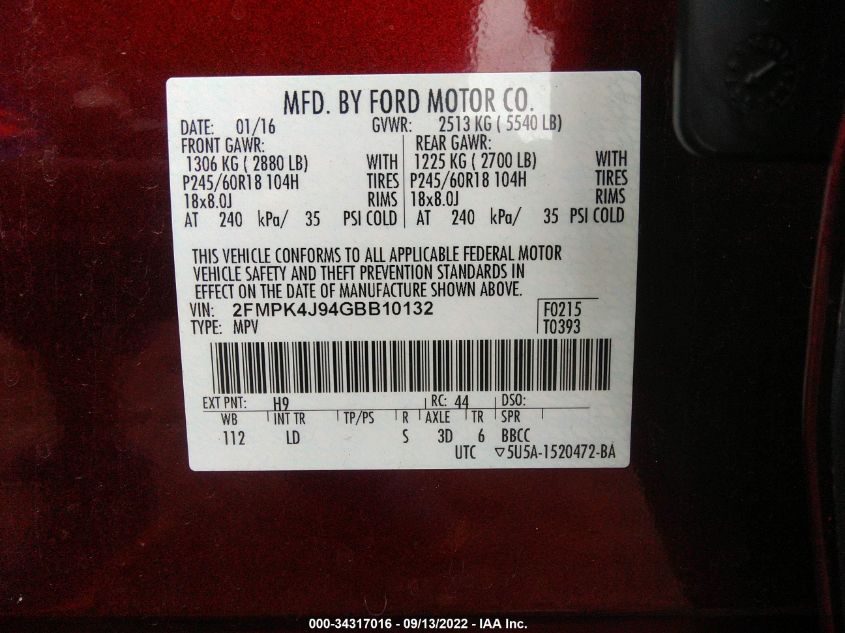 MFD. BY FORD MOTOR CO.
DATE: 01/16 GVWR: 2513 KG ( 5540 LB)
FRONT GAWR: REAR GAWR:
1306 KG ( 2880 LB) WITH 1225 KG ( 2700 LB) WITH
P245/60R18 104H TIRES P245/60R18 104H TIRES
18x8.0J RIMS 18x8.0J RIMS
AT 240 kPa/ 35 PSI COLD AT 240 kPa/ 35 PSI COLD
THIS VEHICLE CONFORMS TO ALL APPLICABLE FEDERAL MOTOR
VEHICLE SAFETY AND THEFT PREVENTION STANDARDS IN
EFFECT ON THE DATE OF MANUFACTURE SHOWN ABOVE.
VIN: 2FMPK4J94GBB10132 F0215
TYPE: MPV T0393
EXT PNT: H9 RC: 44 DSO:
WB INT TR TP/PS R AXLE TR SPR
112 LD S 3D 6 BBCC
UTC ▽5U5A-1520472-BA
000-34317016 - 09/13/2022 - IAA Inc.